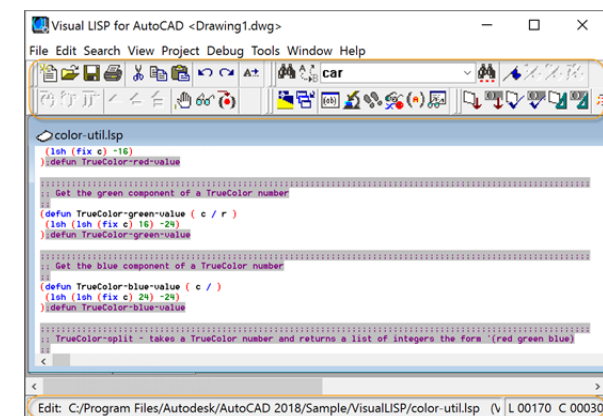 Visual LISP for AutoCAD <Drawing1.dwg>
File Edit Search View Project Debug Tools Window Help
car
color-util.lsp
(lsh (fix c) -16)
);defun TrueColor-red-value
;;;;;;;;;;;;;;;;;;;;;;;;;;;;;;;;;;;;;;;;;;;;;;;;;;;;;;;;;;;;;;;;;;;;;;;;;;;;;;
;; Get the green component of a TrueColor number
;;
(defun TrueColor-green-value ( c / r )
(lsh (lsh (fix c) 16) -24)
);defun TrueColor-green-value
;;;;;;;;;;;;;;;;;;;;;;;;;;;;;;;;;;;;;;;;;;;;;;;;;;;;;;;;;;;;;;;;;;;;;;;;;;;;;;
;; Get the blue component of a TrueColor number
;;
(defun TrueColor-blue-value ( c / )
(lsh (lsh (fix c) 24) -24)
);defun TrueColor-blue-value
;;;;;;;;;;;;;;;;;;;;;;;;;;;;;;;;;;;;;;;;;;;;;;;;;;;;;;;;;;;;;;;;;;;;;;;;;;;;;;
;; TrueColor-split - takes a TrueColor number and returns a list of integers the form '(red green blue)
;;
Edit: C:/Program Files/Autodesk/AutoCAD 2018/Sample/VisualLISP/color-util.lsp (V L 00170 C 00030